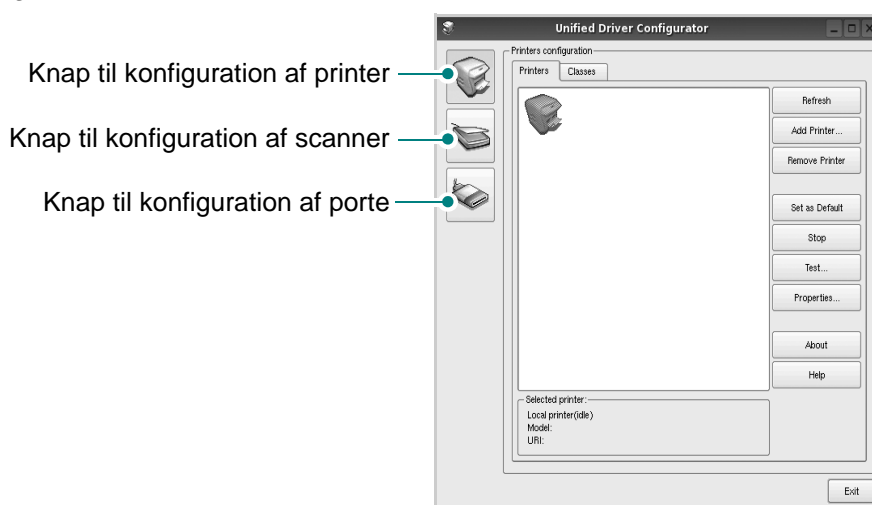 Unified Driver Configurator
Knap til konfiguration af printer
Knap til konfiguration af scanner
Knap til konfiguration af porte
Printers configuration
Printers
Classes
Refresh
Add Printer...
Remove Printer
Set as Default
Stop
Test...
Properties...
About
Help
Selected printer:
Local printer(idle)
Model:
URI:
Exit